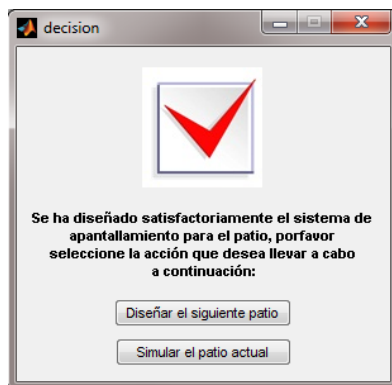 decision
Se ha diseñado satisfactoriamente el sistema de
apantallamiento para el patio, porfavor
seleccione la acción que desea llevar a cabo
a continuación:
Diseñar el siguiente patio
Simular el patio actual